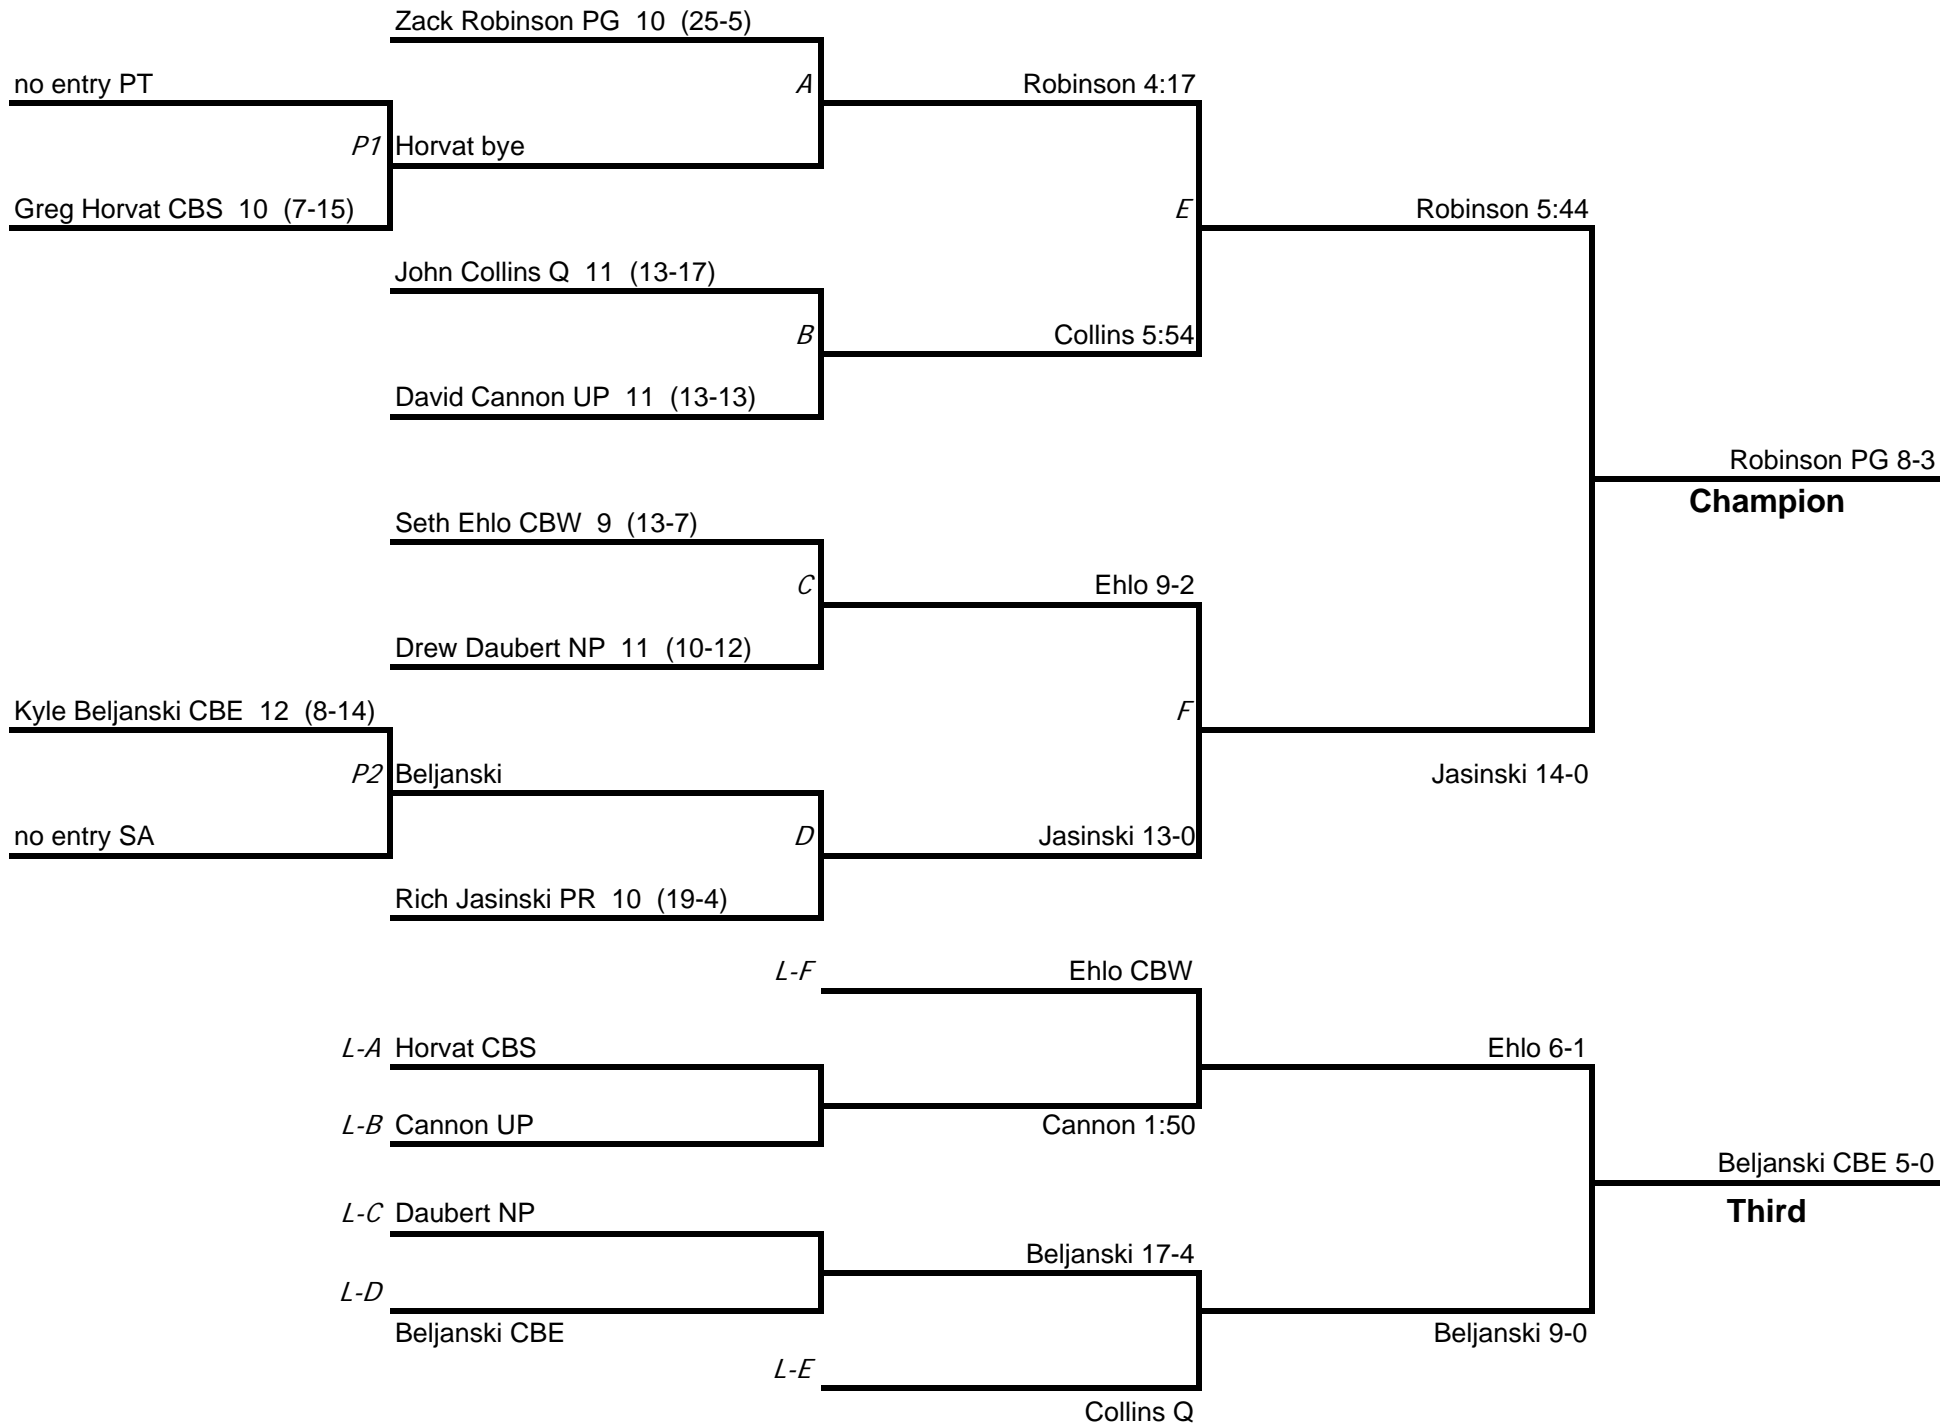 Zack Robinson PG  10  (25-5)
no entry PT
A
Robinson 4:17
P1
Horvat bye
Greg Horvat CBS  10  (7-15)
E
Robinson 5:44
John Collins Q  11  (13-17)
B
Collins 5:54
David Cannon UP  11  (13-13)
Robinson PG 8-3
Champion
Seth Ehlo CBW  9  (13-7)
C
Ehlo 9-2
Drew Daubert NP  11  (10-12)
Kyle Beljanski CBE  12  (8-14)
F
P2
Beljanski
Jasinski 14-0
no entry SA
D
Jasinski 13-0
Rich Jasinski PR  10  (19-4)
L-F
Ehlo CBW
L-A
Horvat CBS
Ehlo 6-1
L-B
Cannon UP
Cannon 1:50
Beljanski CBE 5-0
Third
L-C
Daubert NP
Beljanski 17-4
L-D
Beljanski CBE
Beljanski 9-0
L-E
Collins Q